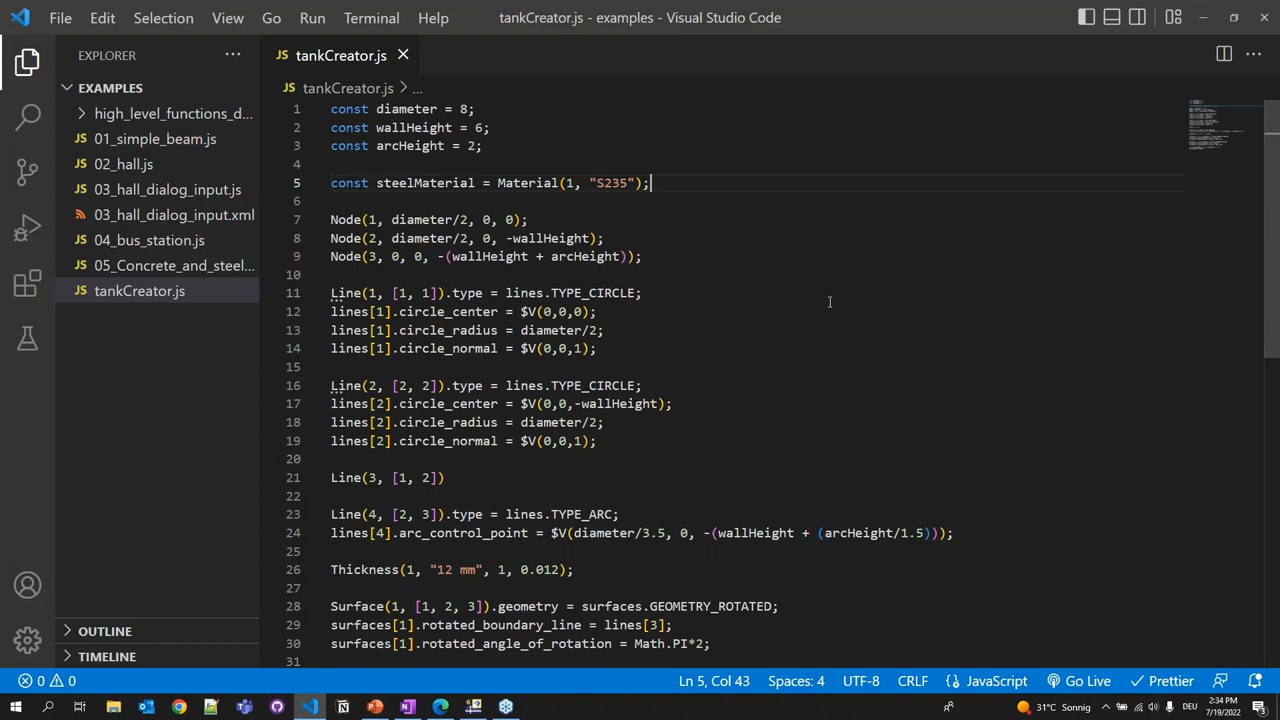 File Edit Selection View Go Run Terminal Help
tankCreator.js - examples - Visual Studio Code
EXPLORER
EXAMPLES
high_level_functions_d...
01_simple_beam.js
02_hall.js
03_hall_dialog_input.js
03_hall_dialog_input.xml
04_bus_station.js
05_Concrete_and_steel...
JS tankCreator.js
OUTLINE
TIMELINE
JS tankCreator.js
JS tankCreator.js > ...
1 const diameter = 8;
2 const wallHeight = 6;
3 const arcHeight = 2;
4
5 const steelMaterial = Material(1, "S235");
6
7 Node(1, diameter/2, 0, 0);
8 Node(2, diameter/2, 0, -wallHeight);
9 Node(3, 0, 0, -(wallHeight + arcHeight));
10
11 Line(1, [1, 1]).type = lines.TYPE_CIRCLE;
12 lines[1].circle_center = $V(0,0,0);
13 lines[1].circle_radius = diameter/2;
14 lines[1].circle_normal = $V(0,0,1);
15
16 Line(2, [2, 2]).type = lines.TYPE_CIRCLE;
17 lines[2].circle_center = $V(0,0,-wallHeight);
18 lines[2].circle_radius = diameter/2;
19 lines[2].circle_normal = $V(0,0,1);
20
21 Line(3, [1, 2])
22
23 Line(4, [2, 3]).type = lines.TYPE_ARC;
24 lines[4].arc_control_point = $V(diameter/3.5, 0, -(wallHeight + (arcHeight/1.5)));
25
26 Thickness(1, "12 mm", 1, 0.012);
27
28 Surface(1, [1, 2, 3]).geometry = surfaces.GEOMETRY_ROTATED;
29 surfaces[1].rotated_boundary_line = lines[3];
30 surfaces[1].rotated_angle_of_rotation = Math.PI*2;
31
0 0
Ln 5, Col 43 Spaces: 4 UTF-8 CRLF {} JavaScript Go Live Prettier
31°C Sonnig DEU
2:34 PM
7/19/2022